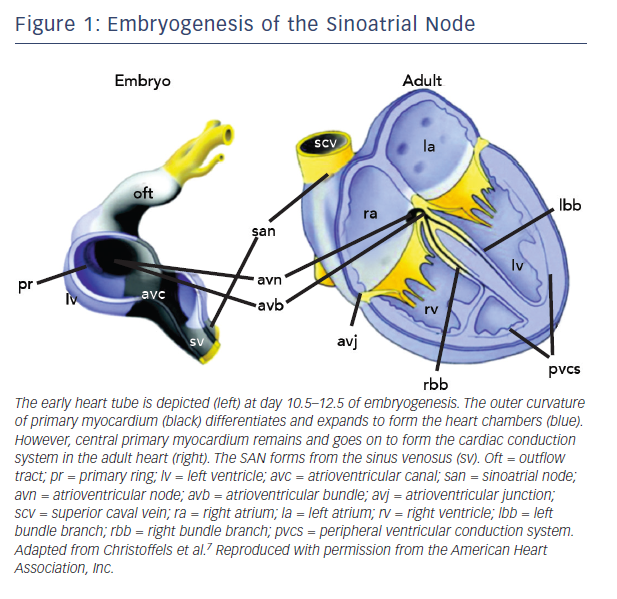 Figure 1: Embryogenesis of the Sinoatrial Node
Embryo
Adult
scv
la
oft
lbb
ra
san
pr
avn
lv
lv
avc
avb
rv
sv
avj
pvcs
rbb
The early heart tube is depicted (left) at day 10.5–12.5 of embryogenesis. The outer curvature
of primary myocardium (black) differentiates and expands to form the heart chambers (blue).
However, central primary myocardium remains and goes on to form the cardiac conduction
system in the adult heart (right). The SAN forms from the sinus venosus (sv). Oft = outflow
tract; pr = primary ring; lv = left ventricle; avc = atrioventricular canal; san = sinoatrial node;
avn = atrioventricular node; avb = atrioventricular bundle; avj = atrioventricular junction;
scv = superior caval vein; ra = right atrium; la = left atrium; rv = right ventricle; lbb = left
bundle branch; rbb = right bundle branch; pvcs = peripheral ventricular conduction system.
Adapted from Christoffels et al.⁷ Reproduced with permission from the American Heart
Association, Inc.